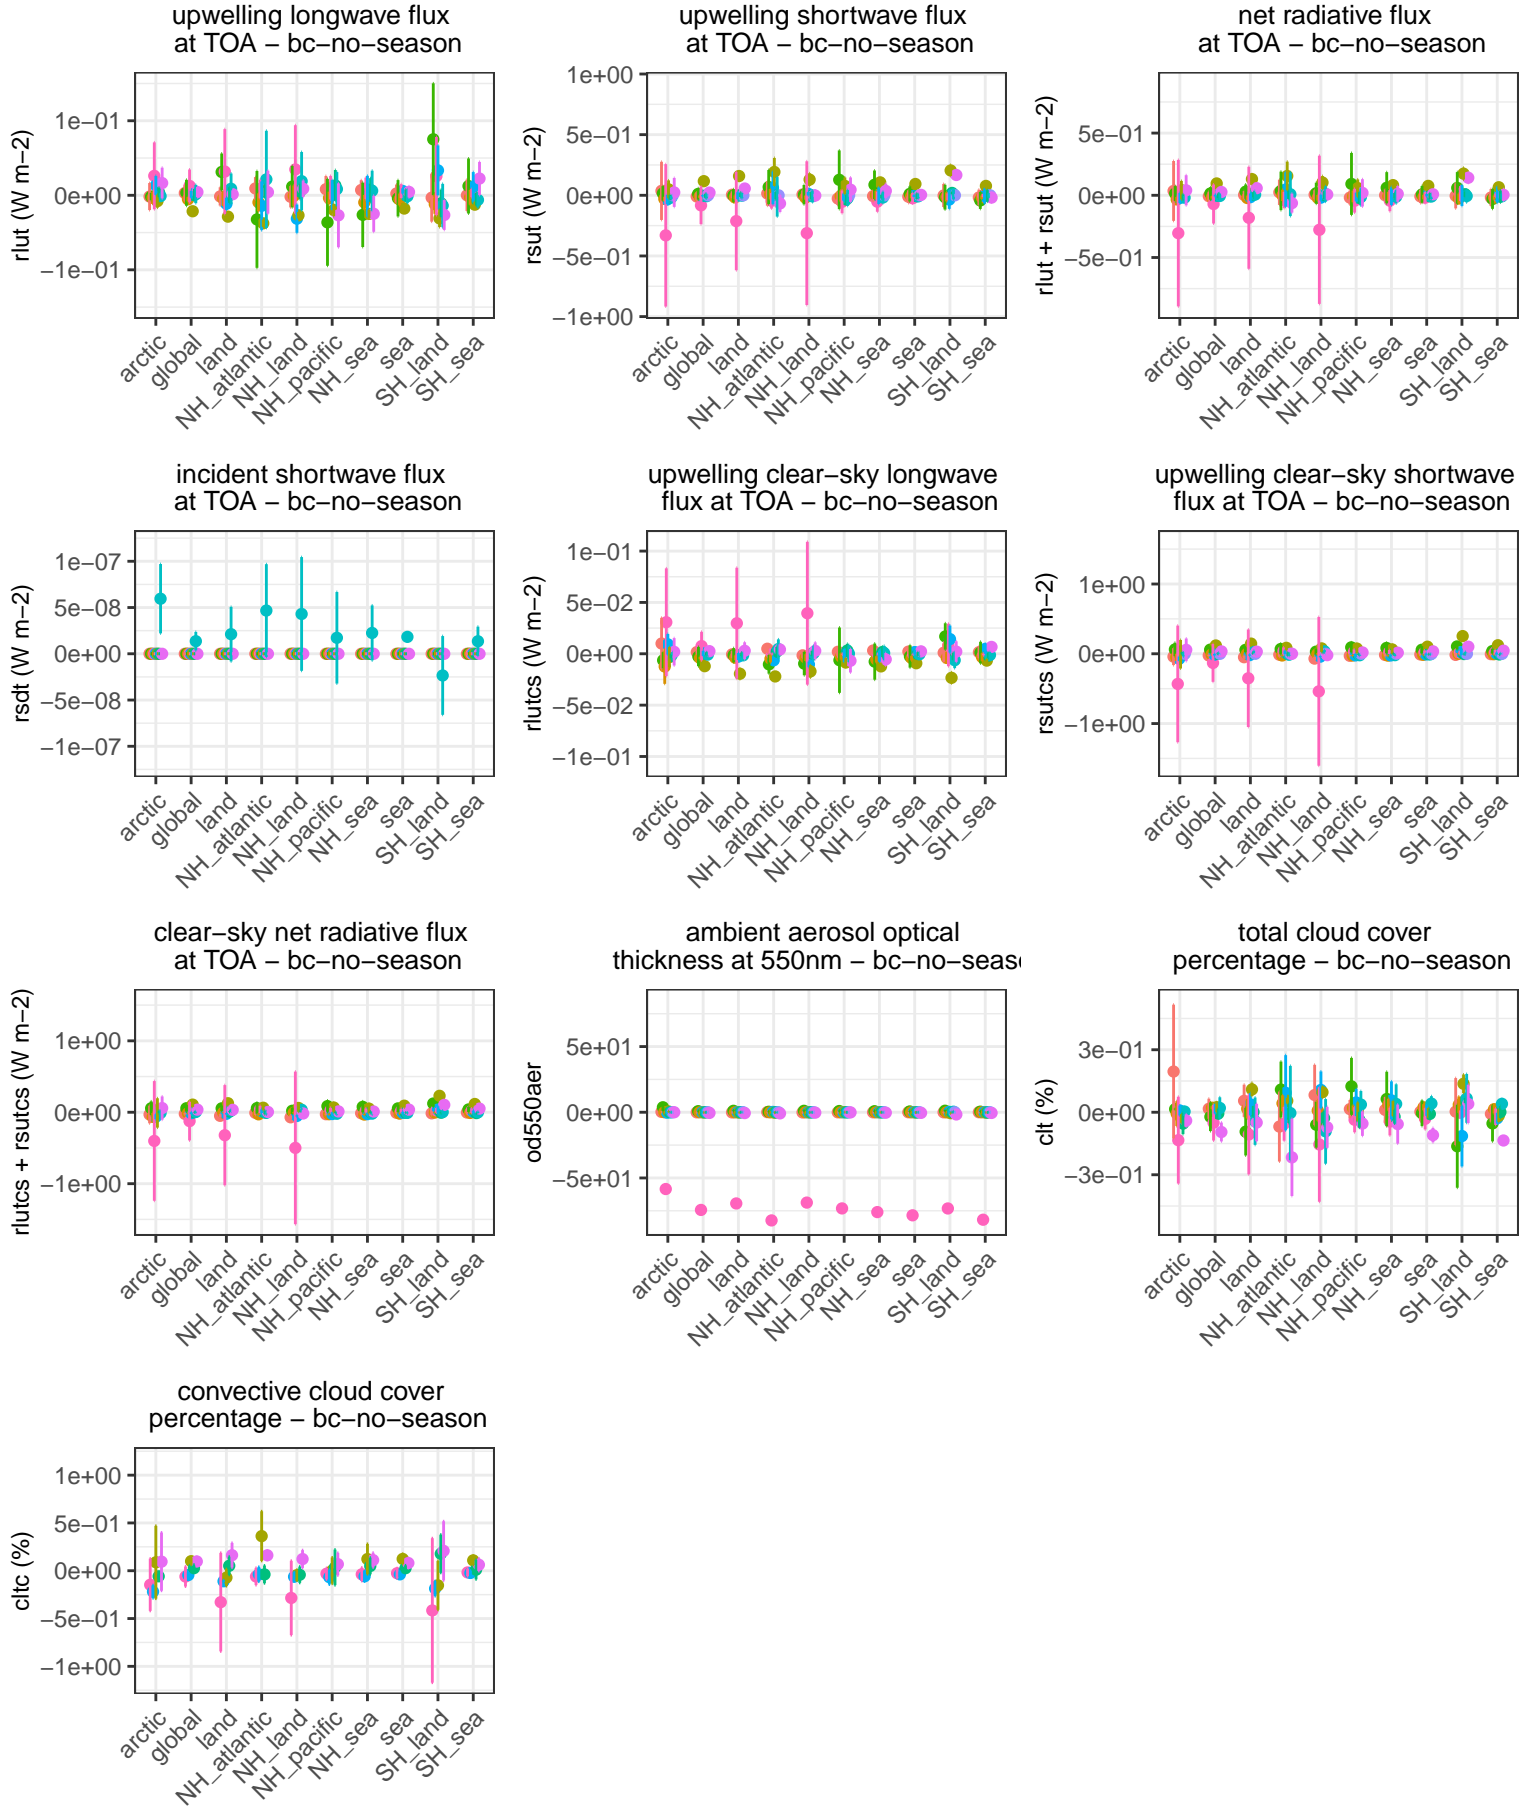 upwelling longwave flux
at TOA − bc−no−season
rlut (W m−2)
1e−01
0e+00
−1e−01
arctic
global
land
NH_atlantic
NH_land
NH_pacific
NH_sea
sea
SH_land
SH_sea
upwelling shortwave flux
at TOA − bc−no−season
rsut (W m−2)
1e+00
5e−01
0e+00
−5e−01
−1e+00
arctic
global
land
NH_atlantic
NH_land
NH_pacific
NH_sea
sea
SH_land
SH_sea
net radiative flux
at TOA − bc−no−season
rlut + rsut (W m−2)
5e−01
0e+00
−5e−01
arctic
global
land
NH_atlantic
NH_land
NH_pacific
NH_sea
sea
SH_land
SH_sea
incident shortwave flux
at TOA − bc−no−season
rsdt (W m−2)
1e−07
5e−08
0e+00
−5e−08
−1e−07
arctic
global
land
NH_atlantic
NH_land
NH_pacific
NH_sea
sea
SH_land
SH_sea
upwelling clear−sky longwave
flux at TOA − bc−no−season
rlutcs (W m−2)
1e−01
5e−02
0e+00
−5e−02
−1e−01
arctic
global
land
NH_atlantic
NH_land
NH_pacific
NH_sea
sea
SH_land
SH_sea
upwelling clear−sky shortwave
flux at TOA − bc−no−season
rsutcs (W m−2)
1e+00
0e+00
−1e+00
arctic
global
land
NH_atlantic
NH_land
NH_pacific
NH_sea
sea
SH_land
SH_sea
clear−sky net radiative flux
at TOA − bc−no−season
rlutcs + rsutcs (W m−2)
1e+00
0e+00
−1e+00
arctic
global
land
NH_atlantic
NH_land
NH_pacific
NH_sea
sea
SH_land
SH_sea
ambient aerosol optical
thickness at 550nm − bc−no−seas
od550aer
5e+01
0e+00
−5e+01
arctic
global
land
NH_atlantic
NH_land
NH_pacific
NH_sea
sea
SH_land
SH_sea
total cloud cover
percentage − bc−no−season
clt (%)
3e−01
0e+00
−3e−01
arctic
global
land
NH_atlantic
NH_land
NH_pacific
NH_sea
sea
SH_land
SH_sea
convective cloud cover
percentage − bc−no−season
cltc (%)
1e+00
5e−01
0e+00
−5e−01
−1e+00
arctic
global
land
NH_atlantic
NH_land
NH_pacific
NH_sea
sea
SH_land
SH_sea